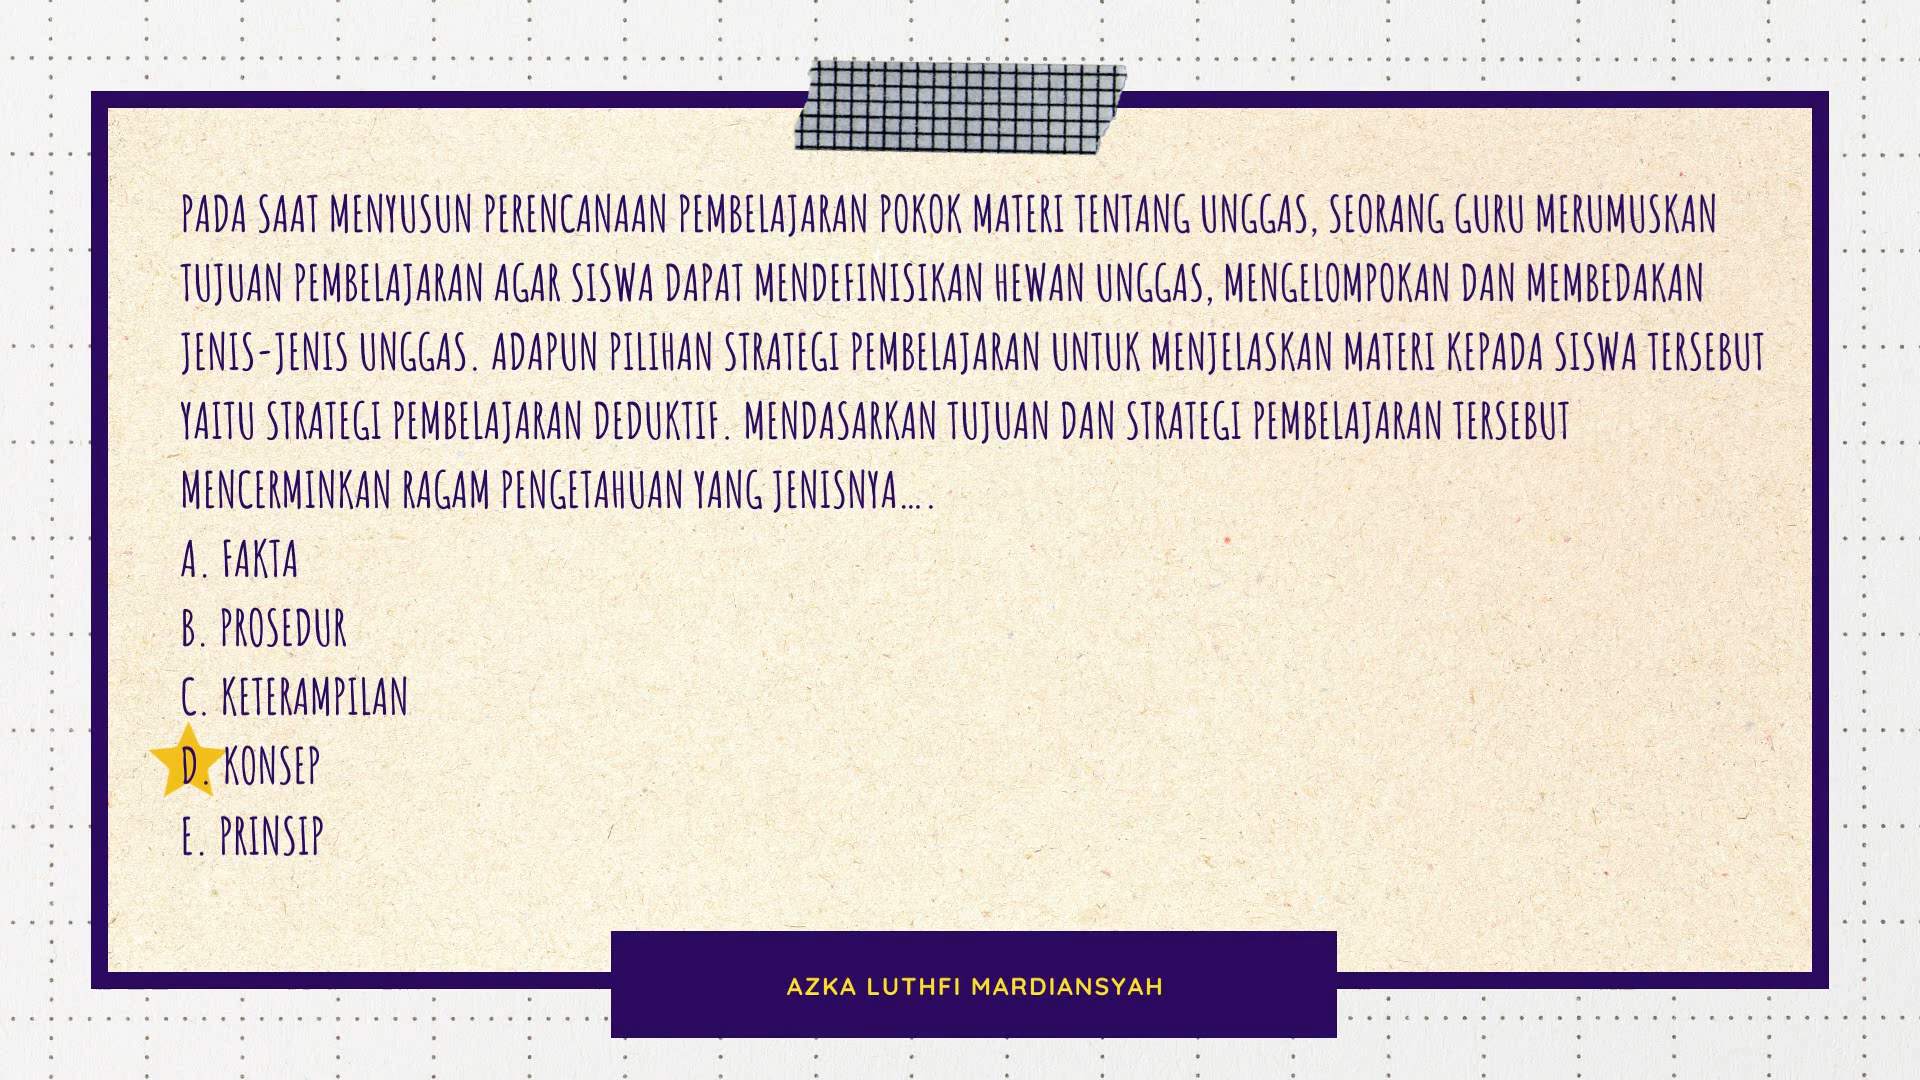 PADA SAAT MENYUSUN PERENCANAAN PEMBELAJARAN POKOK MATERI TENTANG UNGGAS, SEORANG GURU MERUMUSKAN
TUJUAN PEMBELAJARAN AGAR SISWA DAPAT MENDEFINISIKAN HEWAN UNGGAS, MENGELOMPOKAN DAN MEMBEDAKAN
JENIS-JENIS UNGGAS. ADAPUN PILIHAN STRATEGI PEMBELAJARAN UNTUK MENJELASKAN MATERI KEPADA SISWA TERSEBUT
YAITU STRATEGI PEMBELAJARAN DEDUKTIF. MENDASARKAN TUJUAN DAN STRATEGI PEMBELAJARAN TERSEBUT
MENCERMINKAN RAGAM PENGETAHUAN YANG JENISNYA....
A. FAKTA
B. PROSEDUR
C. KETERAMPILAN
D. KONSEP
E. PRINSIP
AZKA LUTHFI MARDIANSYAH